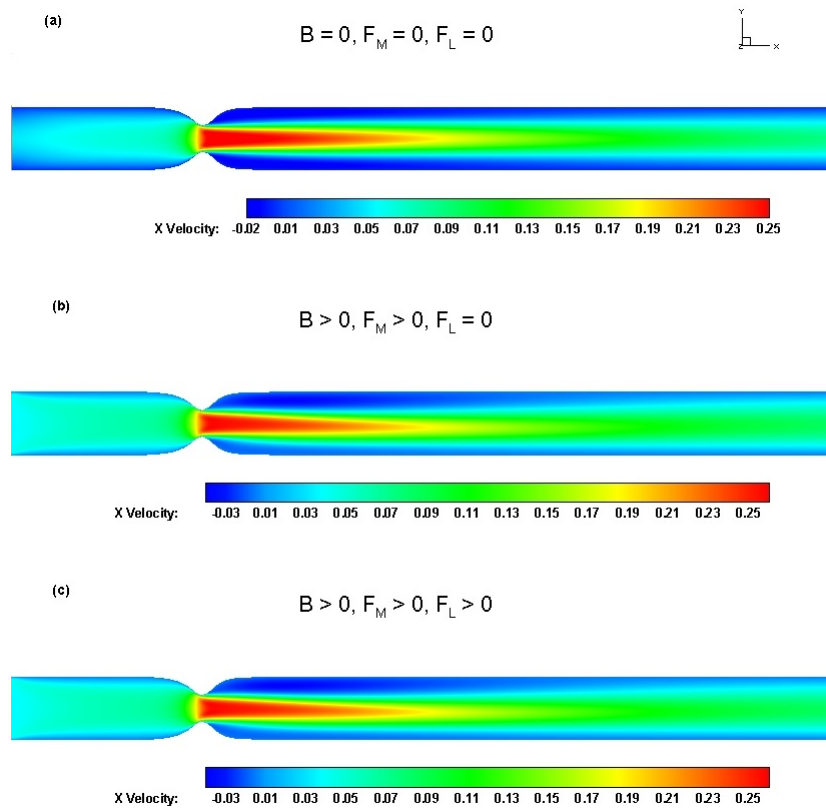 (a)
B = 0, F_M = 0, F_L = 0
Y
Z X
X Velocity: -0.02 0.01 0.03 0.05 0.07 0.09 0.11 0.13 0.15 0.17 0.19 0.21 0.23 0.25
(b)
B > 0, F_M > 0, F_L = 0
X Velocity: -0.03 0.01 0.03 0.05 0.07 0.09 0.11 0.13 0.15 0.17 0.19 0.21 0.23 0.25
(c)
B > 0, F_M > 0, F_L > 0
X Velocity: -0.03 0.01 0.03 0.05 0.07 0.09 0.11 0.13 0.15 0.17 0.19 0.21 0.23 0.25